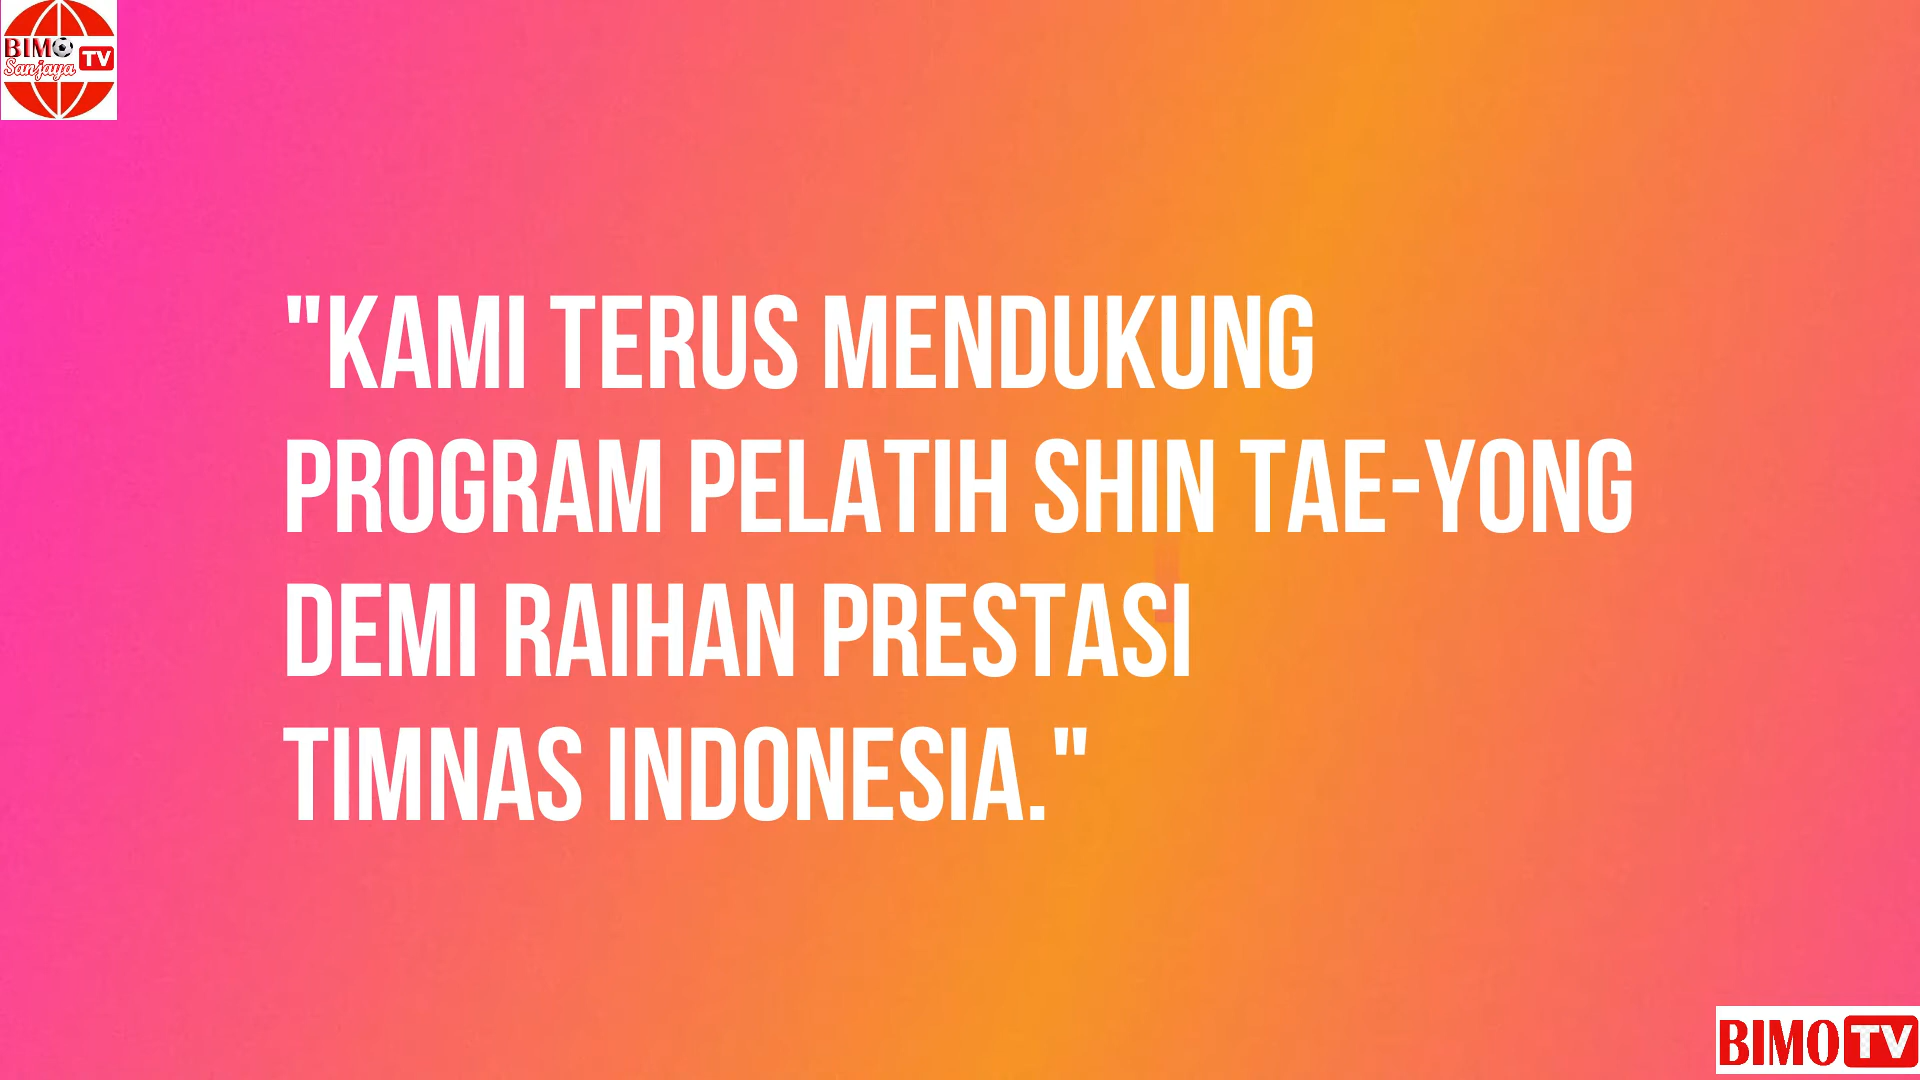 BIMO
Sanjaya TV
"KAMI TERUS MENDUKUNG
PROGRAM PELATIH SHIN TAE-YONG
DEMI RAIHAN PRESTASI
TIMNAS INDONESIA."
BIMO TV